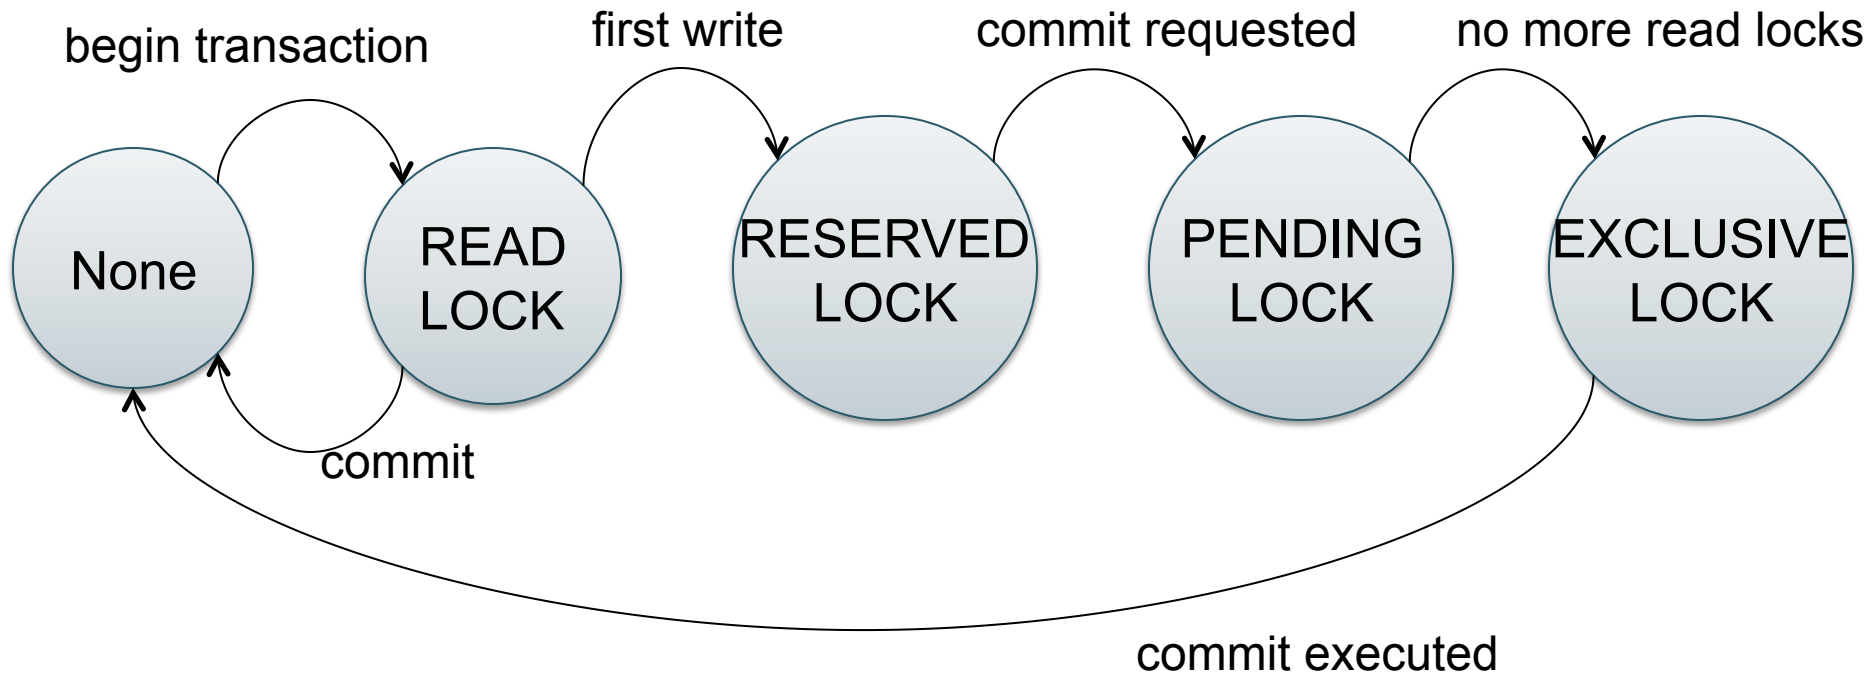 begin transaction
first write
commit requested
no more read locks
None
READ
LOCK
RESERVED
LOCK
PENDING
LOCK
EXCLUSIVE
LOCK
commit
commit executed